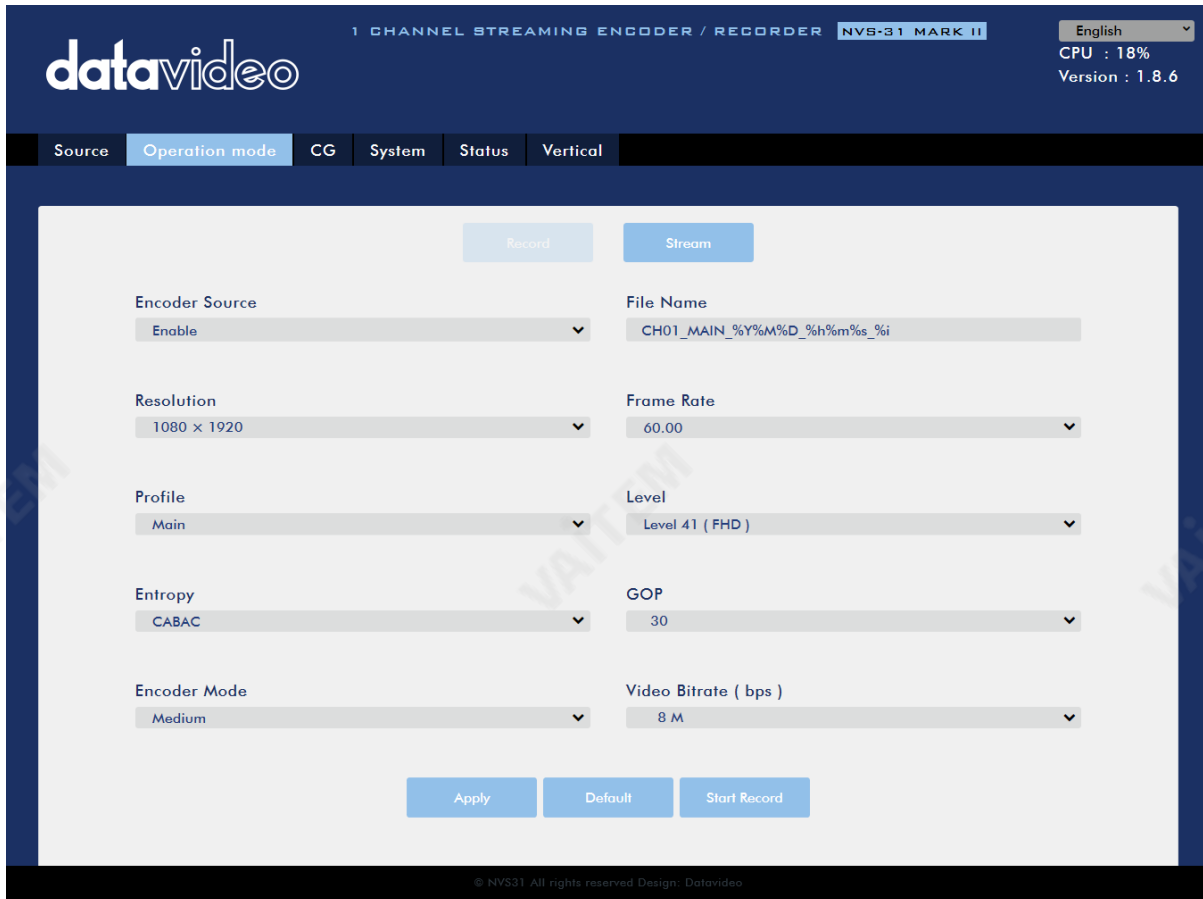 1 CHANNEL STREAMING ENCODER / RECORDER NVS-31 MARK II
English
CPU : 18%
Version : 1.8.6
datavideo
Source Operation mode CG System Status Vertical
Record Stream
Encoder Source File Name
Enable CH01_MAIN_%Y%M%D_%h%m%s_%i
Resolution Frame Rate
1080 × 1920 60.00
Profile Level
Main Level 41 ( FHD )
VAITEM
Entropy GOP
CABAC 30
Encoder Mode Video Bitrate ( bps )
Medium 8 M
Apply Default Start Record
© NVS31 All rights reserved Design: Datavideo